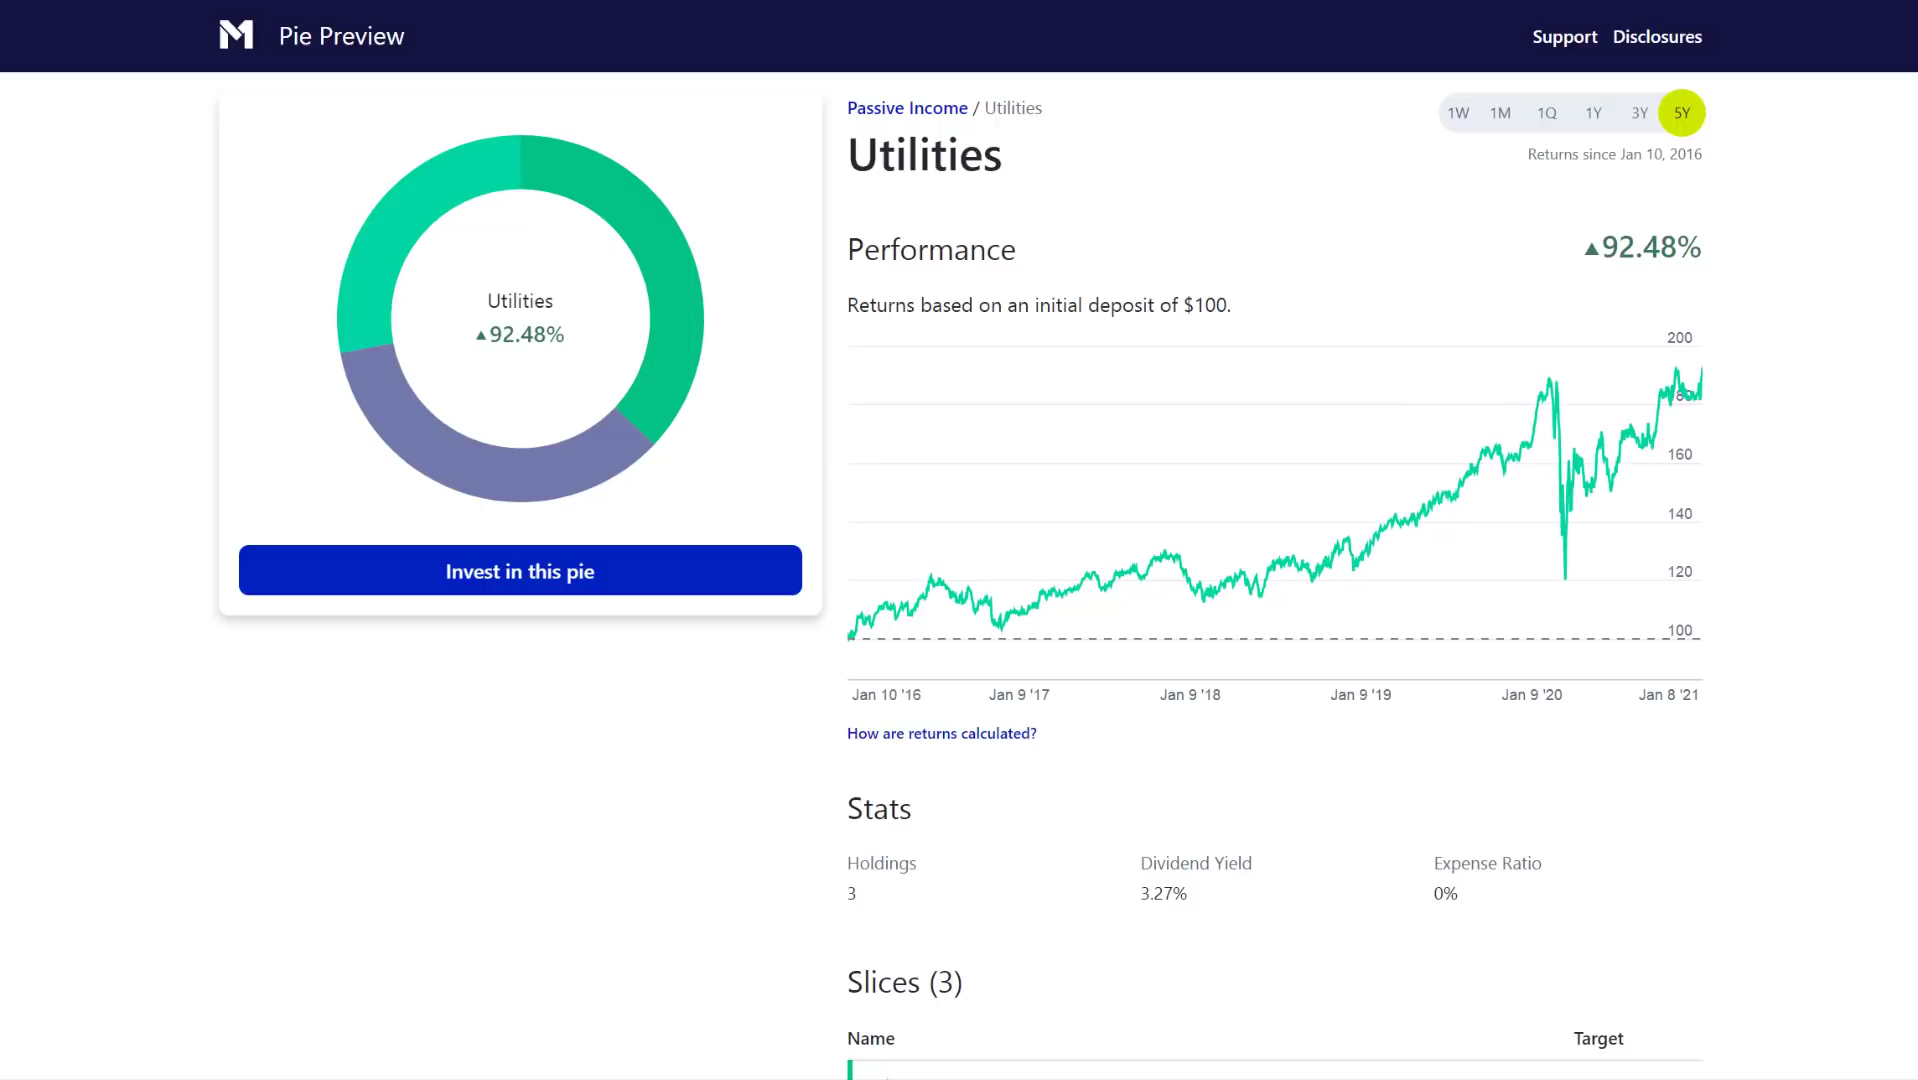 Pie Preview
Support
Disclosures
Utilities
▲92.48%
Invest in this pie
Passive Income / Utilities
1W 1M 1Q 1Y 3Y 5Y
Utilities
Returns since Jan 10, 2016
Performance
▲92.48%
Returns based on an initial deposit of $100.
200
180
160
140
120
100
Jan 10 '16
Jan 9 '17
Jan 9 '18
Jan 9 '19
Jan 9 '20
Jan 8 '21
How are returns calculated?
Stats
Holdings
Dividend Yield
Expense Ratio
3
3.27%
0%
Slices (3)
Name
Target